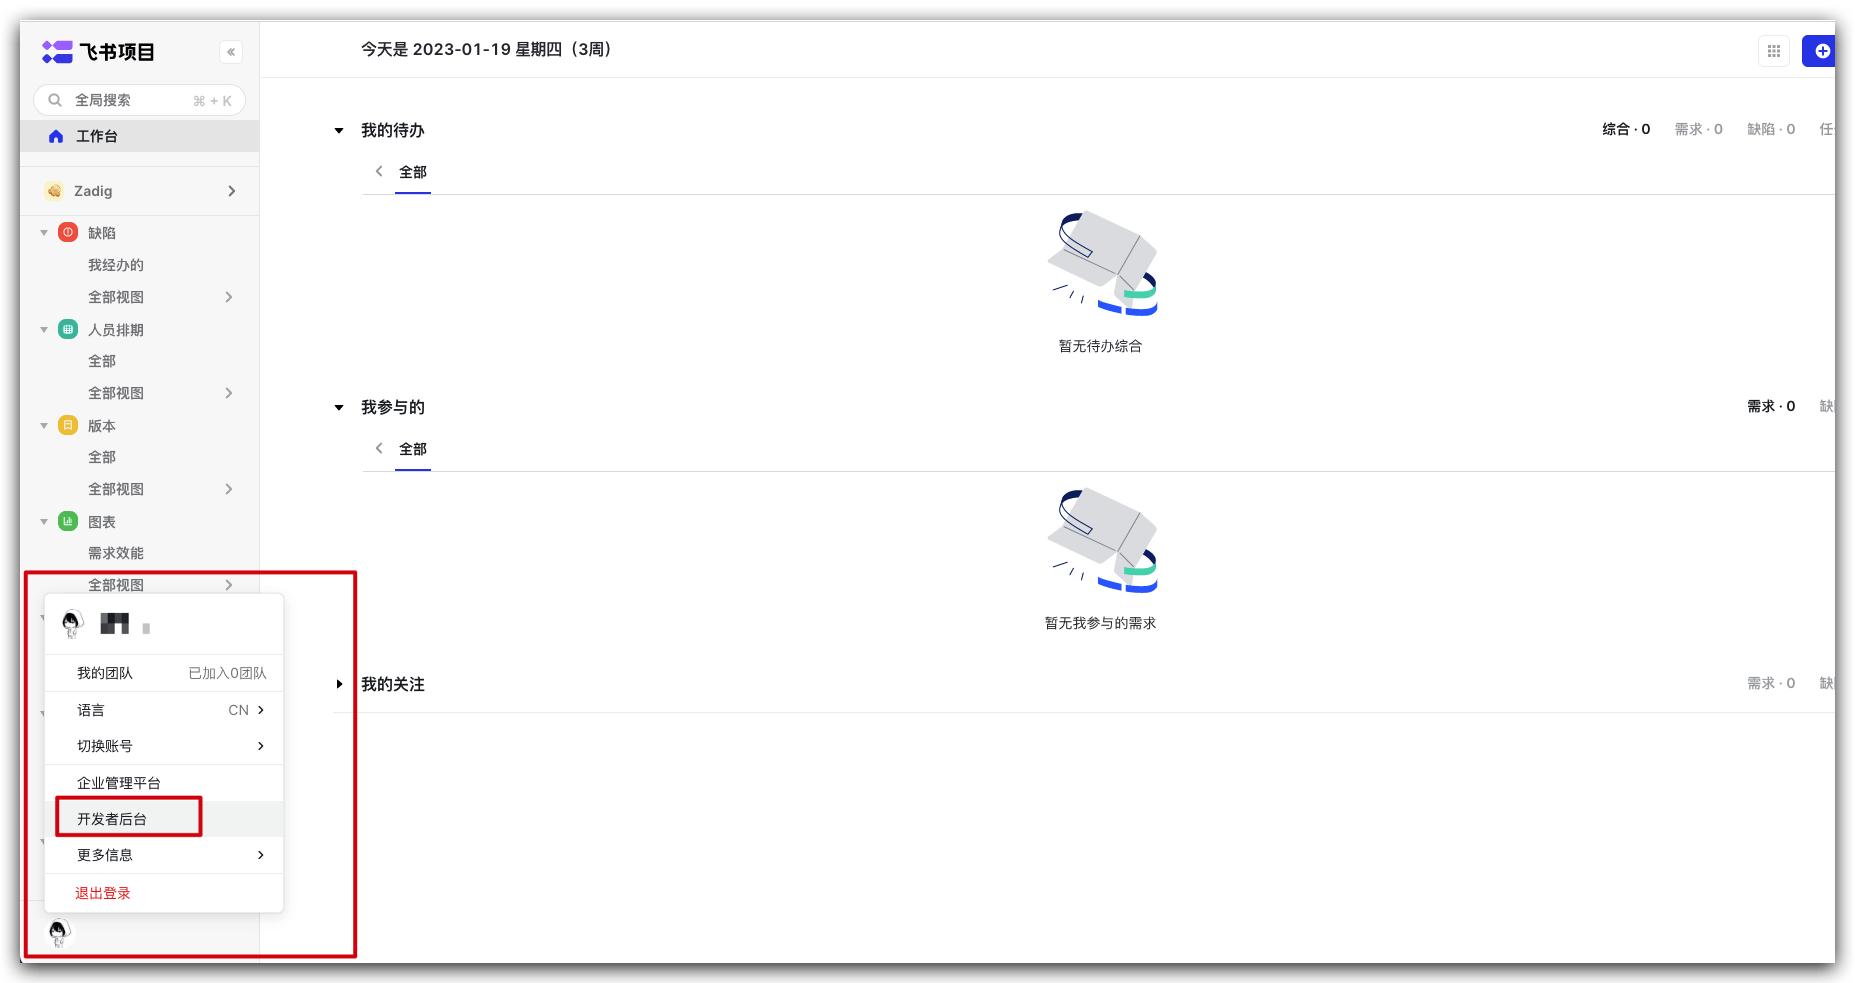 飞书项目
«
全局搜索 ⌘ + K
工作台
Zadig
缺陷
我经办的
全部视图
人员排期
全部
全部视图
版本
全部
全部视图
图表
需求效能
全部视图
我的团队 已加入0团队
语言 CN
切换账号
企业管理平台
开发者后台
更多信息
退出登录
今天是 2023-01-19 星期四（3周）
我的待办
综合 · 0 需求 · 0 缺陷 · 0 任
全部
暂无待办综合
我参与的
需求 · 0 缺
全部
暂无我参与的需求
我的关注
需求 · 0 缺